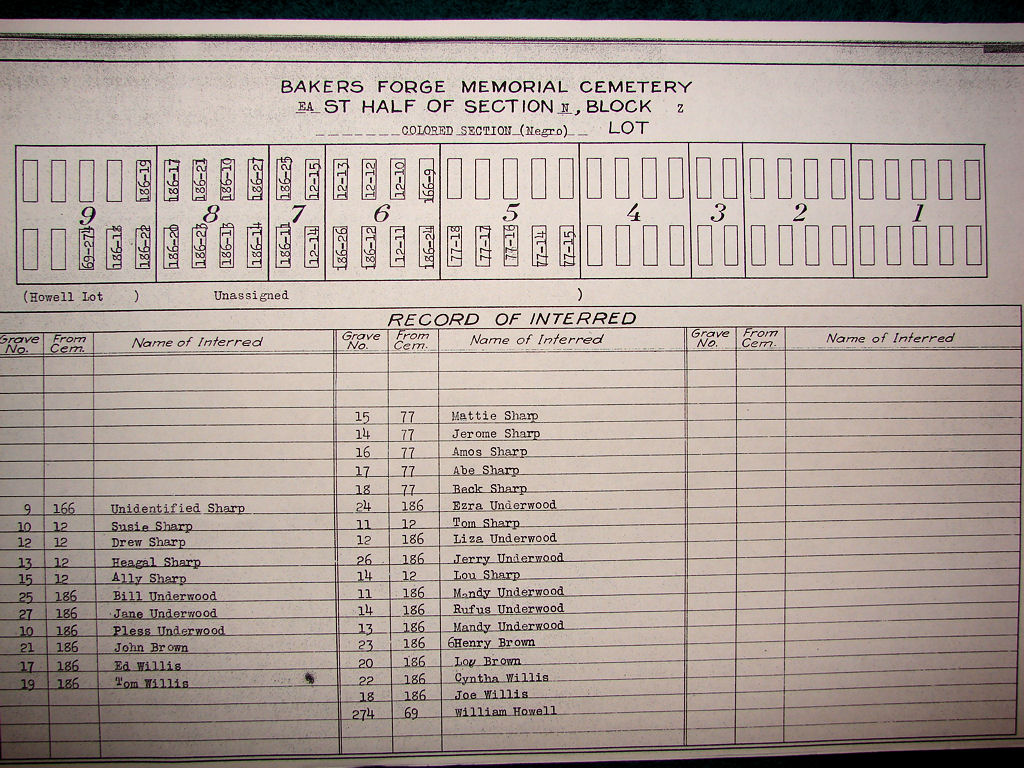 BAKERS FORGE MEMORIAL CEMETERY
EA ST HALF OF SECTION N, BLOCK Z
COLORED SECTION (Negro) LOT
186-19 186-17 186-21 186-10 186-27 186-25 12-15 12-13 12-12 12-10 166-9
9 8 7 6 5 4 3 2 1
69-274 186-18 186-22 186-20 186-23 186-13 186-14 186-11 12-14 186-26 186-12 12-11 186-24 77-18 77-17 77-16 77-14 77-15
(Howell Lot ) Unassigned )
RECORD OF INTERRED
Grave No. From Cem. Name of Interred Grave No. From Cem. Name of Interred Grave No. From Cem. Name of Interred
15 77 Mattie Sharp
14 77 Jerome Sharp
16 77 Amos Sharp
17 77 Abe Sharp
18 77 Beck Sharp
9 166 Unidentified Sharp 24 186 Ezra Underwood
10 12 Susie Sharp 11 12 Tom Sharp
12 12 Drew Sharp 12 186 Liza Underwood
13 12 Heagal Sharp 26 186 Jerry Underwood
15 12 Ally Sharp 14 12 Lou Sharp
25 186 Bill Underwood 11 186 Mandy Underwood
27 186 Jane Underwood 14 186 Rufus Underwood
10 186 Pless Underwood 13 186 Mandy Underwood
21 186 John Brown 23 186 6Henry Brown
17 186 Ed Willis 20 186 Lou Brown
19 186 Tom Willis 22 186 Cyntha Willis
18 186 Joe Willis
274 69 William Howell